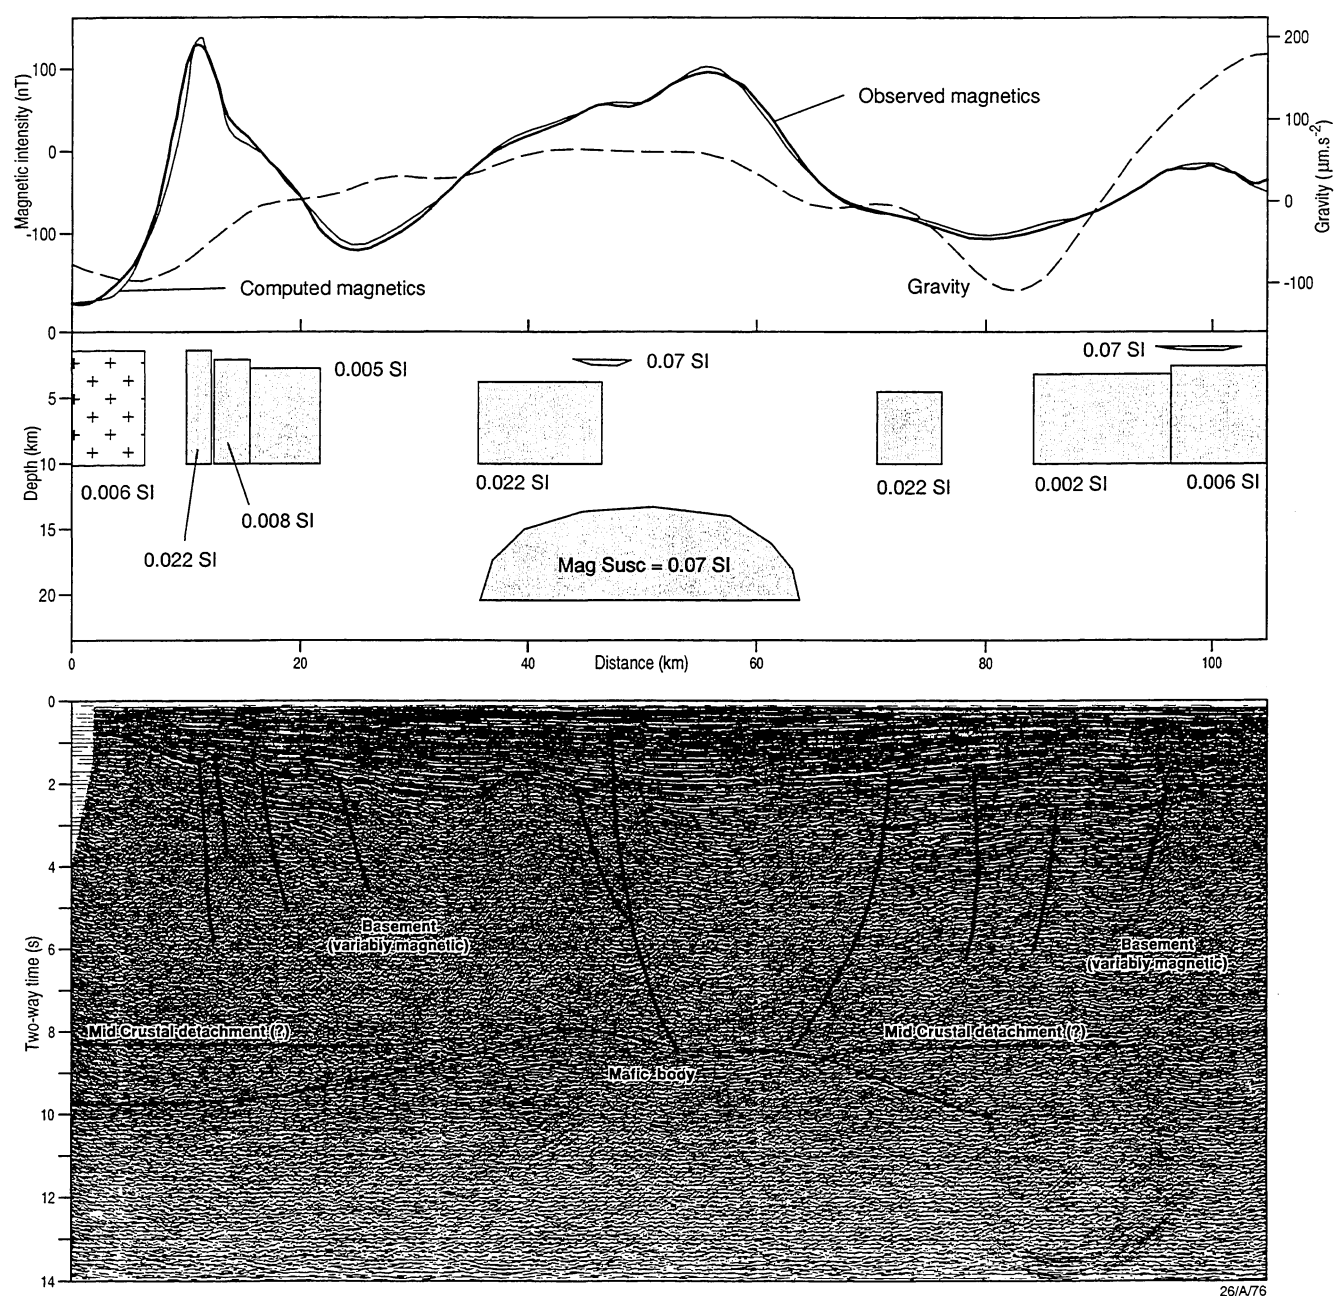 200
100
Magnetic intensity (nT)
Observed magnetics
100
0
Gravity (µm.s-2)
0
-100
Computed magnetics
Gravity
-100
0
0.07 SI
0.07 SI
0.005 SI
5
Depth (km)
10
0.006 SI
0.022 SI
0.022 SI
0.002 SI
0.006 SI
0.008 SI
15
0.022 SI
Mag Susc = 0.07 SI
20
0
20
40
Distance (km)
60
80
100
0
2
4
Basement
(variably magnetic)
Basement
(variably magnetic)
6
Two-way time (s)
Mid Crustal detachment (?)
Mid Crustal detachment (?)
8
Mafic body
10
12
14
26/A/76